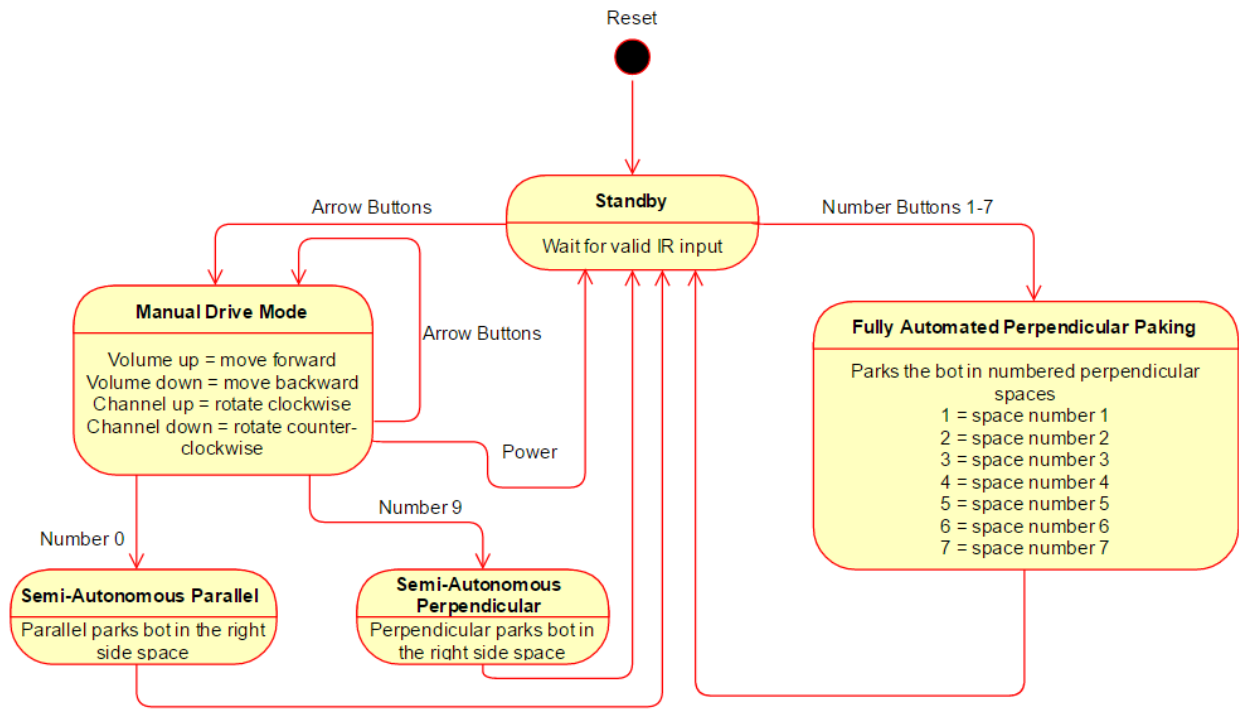 Reset
Standby
Wait for valid IR input
Arrow Buttons
Number Buttons 1-7
Manual Drive Mode
Volume up = move forward
Volume down = move backward
Channel up = rotate clockwise
Channel down = rotate counter-
clockwise
Arrow Buttons
Power
Fully Automated Perpendicular Paking
Parks the bot in numbered perpendicular
spaces
1 = space number 1
2 = space number 2
3 = space number 3
4 = space number 4
5 = space number 5
6 = space number 6
7 = space number 7
Number 0
Number 9
Semi-Autonomous Parallel
Parallel parks bot in the right
side space
Semi-Autonomous
Perpendicular
Perpendicular parks bot in
the right side space